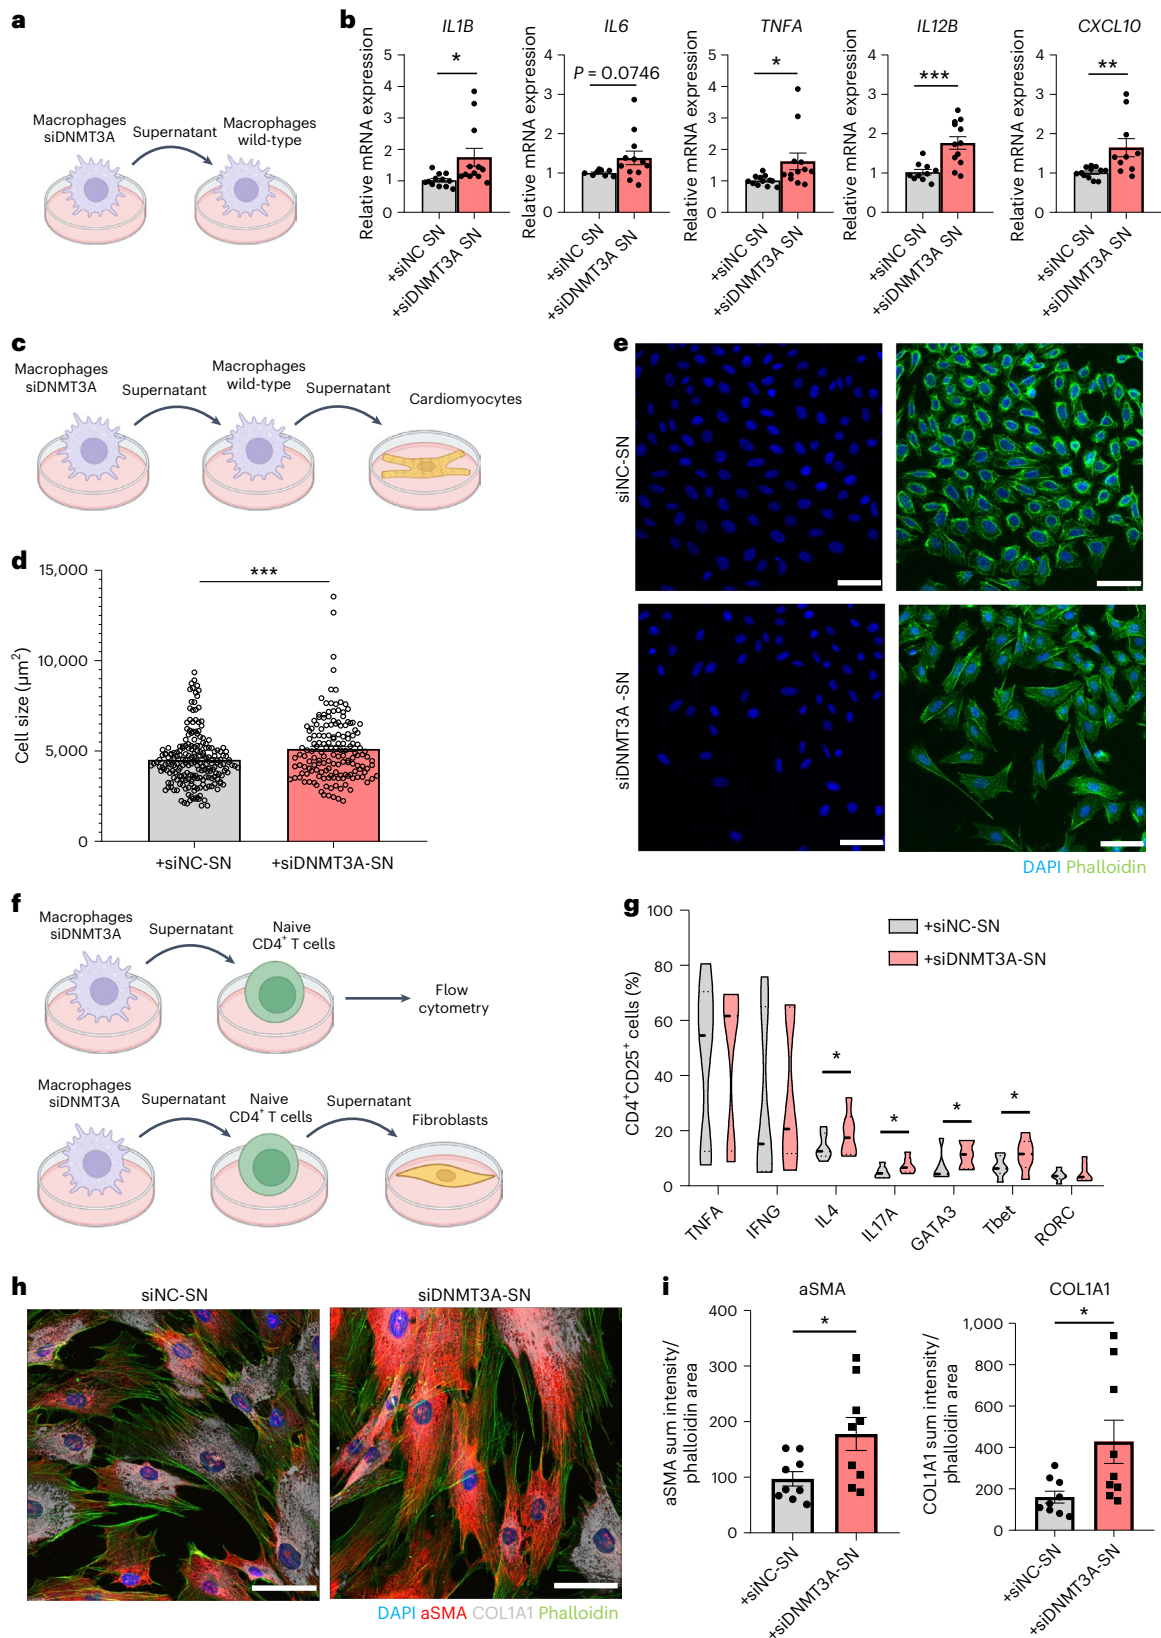 a
Macrophages
siDNMT3A
Supernatant
Macrophages
wild-type
b
IL1B
Relative mRNA expression
5
4
3
2
1
0
*
+siNC SN
+siDNMT3A SN
IL6
Relative mRNA expression
4
3
2
1
0
P = 0.0746
+siNC SN
+siDNMT3A SN
TNFA
Relative mRNA expression
5
4
3
2
1
0
*
+siNC SN
+siDNMT3A SN
IL12B
Relative mRNA expression
4
3
2
1
0
***
+siNC SN
+siDNMT3A SN
CXCL10
Relative mRNA expression
4
3
2
1
0
**
+siNC SN
+siDNMT3A SN
c
Macrophages
siDNMT3A
Supernatant
Macrophages
wild-type
Supernatant
Cardiomyocytes
d
Cell size (µm²)
15,000
10,000
5,000
0
***
+siNC-SN
+siDNMT3A-SN
e
siNC-SN
siDNMT3A -SN
DAPI Phalloidin
f
Macrophages
siDNMT3A
Supernatant
Naive
CD4⁺ T cells
Flow
cytometry
Macrophages
siDNMT3A
Supernatant
Naive
CD4⁺ T cells
Supernatant
Fibroblasts
g
CD4⁺CD25⁺ cells (%)
100
80
60
40
20
0
+siNC-SN
+siDNMT3A-SN
*
*
*
*
TNFA
IFNG
IL4
IL17A
GATA3
Tbet
RORC
h
siNC-SN
siDNMT3A-SN
DAPI aSMA COL1A1 Phalloidin
i
aSMA
aSMA sum intensity/
phalloidin area
400
300
200
100
0
*
+siNC-SN
+siDNMT3A-SN
COL1A1
COL1A1 sum intensity/
phalloidin area
1,000
800
600
400
200
0
*
+siNC-SN
+siDNMT3A-SN